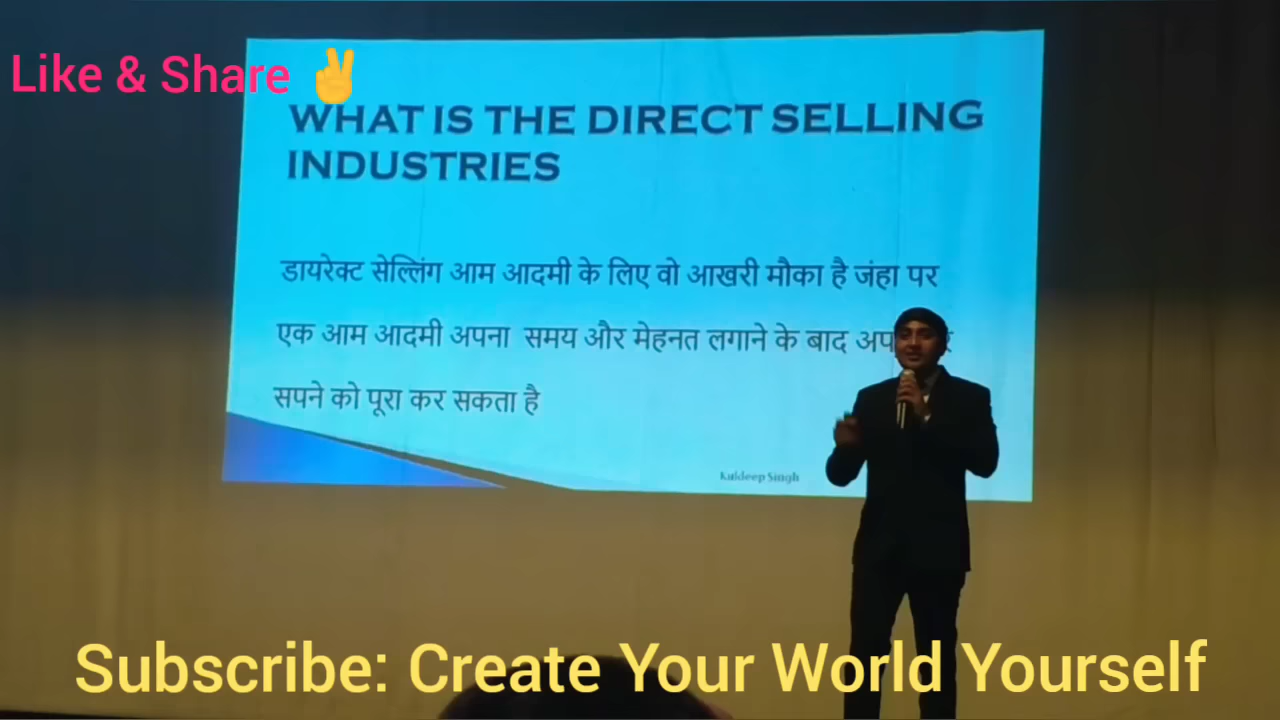 Like & Share ✌
WHAT IS THE DIRECT SELLING
INDUSTRIES
डायरेक्ट सेल्लिंग आम आदमी के लिए वो आखरी मौका है जंहा पर
एक आम आदमी अपना समय और मेहनत लगाने के बाद
सपने को पूरा कर सकता है
Kuldeep Singh
Subscribe: Create Your World Yourself